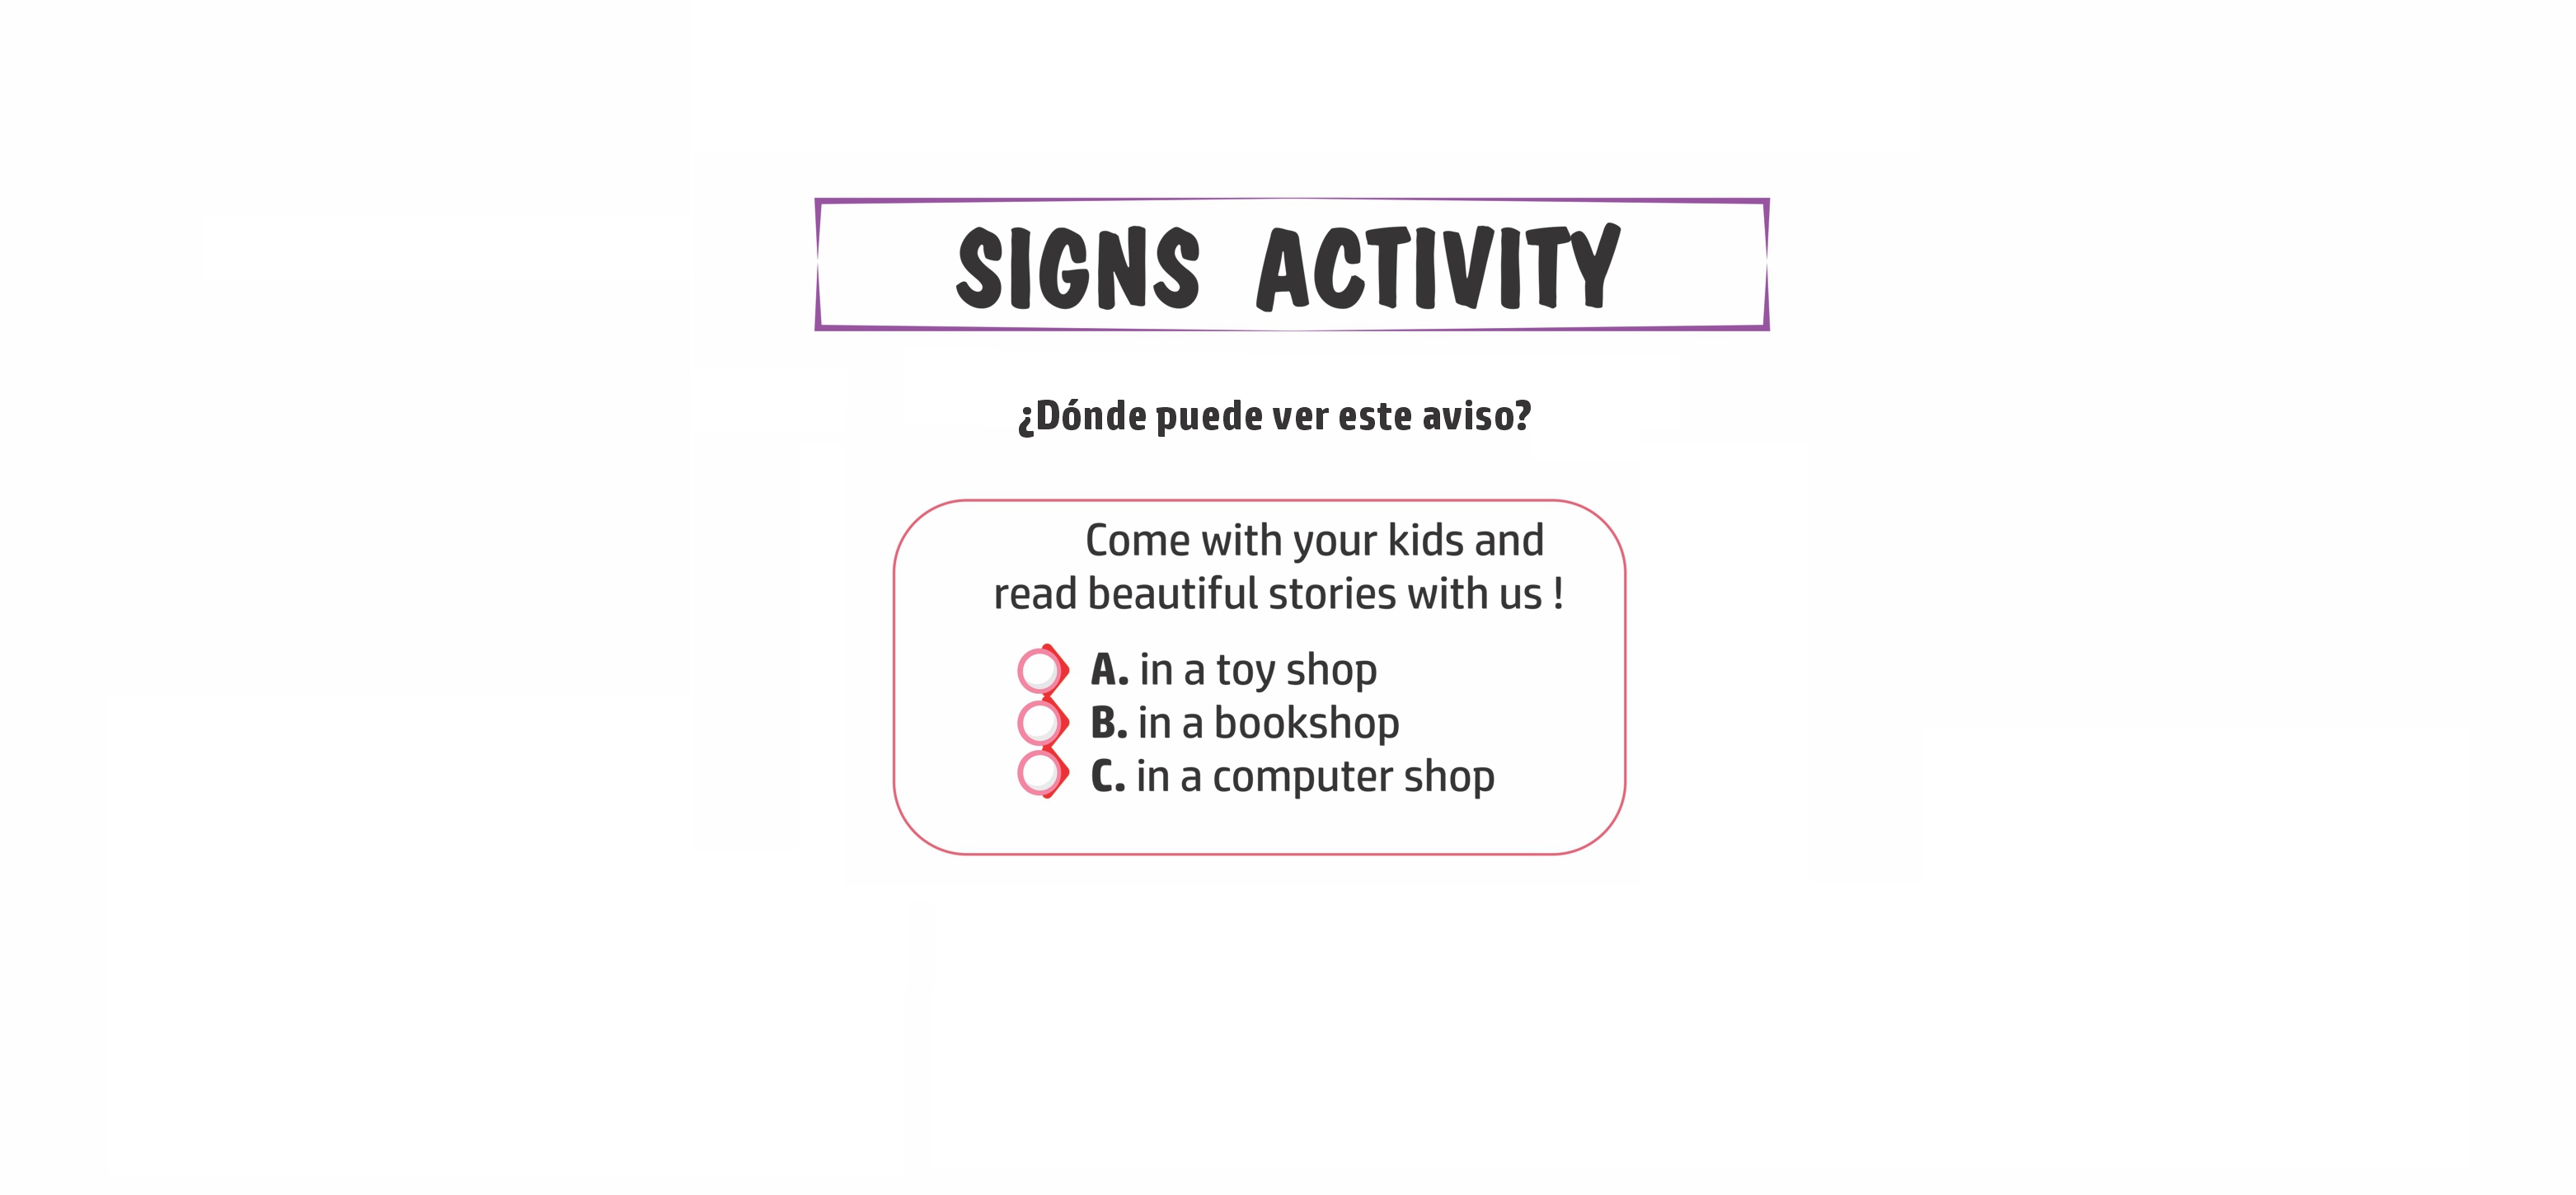 SIGNS ACTIVITY
¿Dónde puede ver este aviso?
Come with your kids and
read beautiful stories with us !
A. in a toy shop
B. in a bookshop
C. in a computer shop